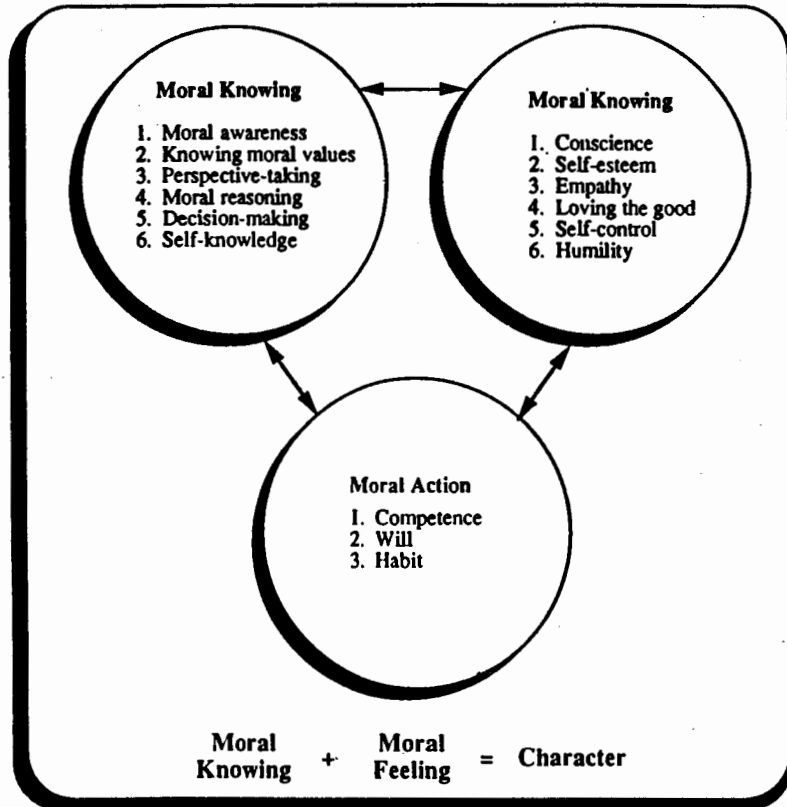 Moral Knowing
1. Moral awareness
2. Knowing moral values
3. Perspective-taking
4. Moral reasoning
5. Decision-making
6. Self-knowledge
Moral Knowing
1. Conscience
2. Self-esteem
3. Empathy
4. Loving the good
5. Self-control
6. Humility
Moral Action
1. Competence
2. Will
3. Habit
Moral Knowing + Moral Feeling = Character